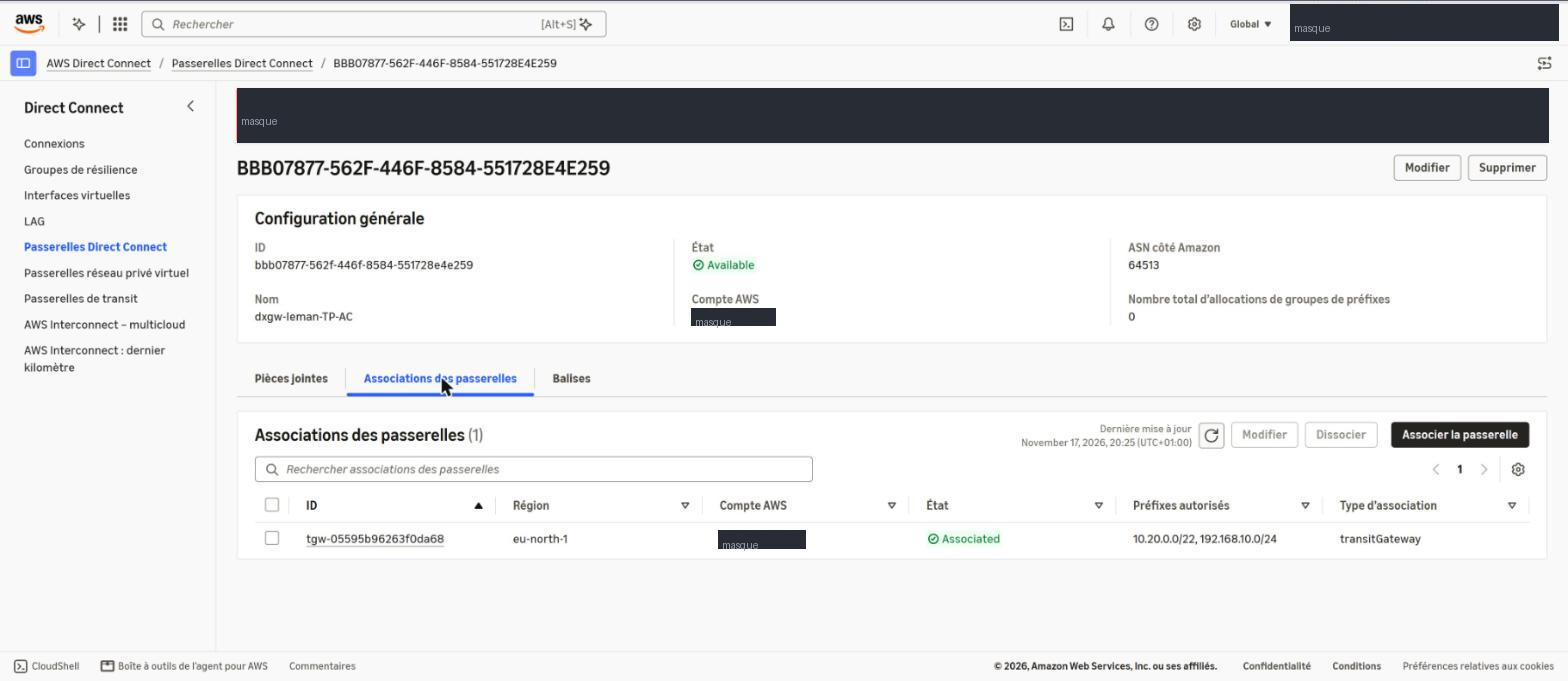 aws
Rechercher [Alt+S]
Global ▼
masque
AWS Direct Connect / Passerelles Direct Connect / BBB07877-562F-446F-8584-551728E4E259
Direct Connect
Connexions
Groupes de résilience
Interfaces virtuelles
LAG
Passerelles Direct Connect
Passerelles réseau privé virtuel
Passerelles de transit
AWS Interconnect – multicloud
AWS Interconnect : dernier
kilomètre
masque
BBB07877-562F-446F-8584-551728E4E259
Modifier Supprimer
Configuration générale
ID
bbb07877-562f-446f-8584-551728e4e259
Nom
dxgw-leman-TP-AC
État
Available
Compte AWS
masque
ASN côté Amazon
64513
Nombre total d'allocations de groupes de préfixes
0
Pièces jointes Associations des passerelles Balises
Associations des passerelles (1)
Dernière mise à jour
November 17, 2026, 20:25 (UTC+01:00)
Modifier Dissocier Associer la passerelle
Rechercher associations des passerelles
1
ID Région Compte AWS État Préfixes autorisés Type d'association
tgw-05595b96263f0da68 eu-north-1 masque Associated 10.20.0.0/22, 192.168.10.0/24 transitGateway
CloudShell Boîte à outils de l'agent pour AWS Commentaires
© 2026, Amazon Web Services, Inc. ou ses affiliés. Confidentialité Conditions Préférences relatives aux cookies